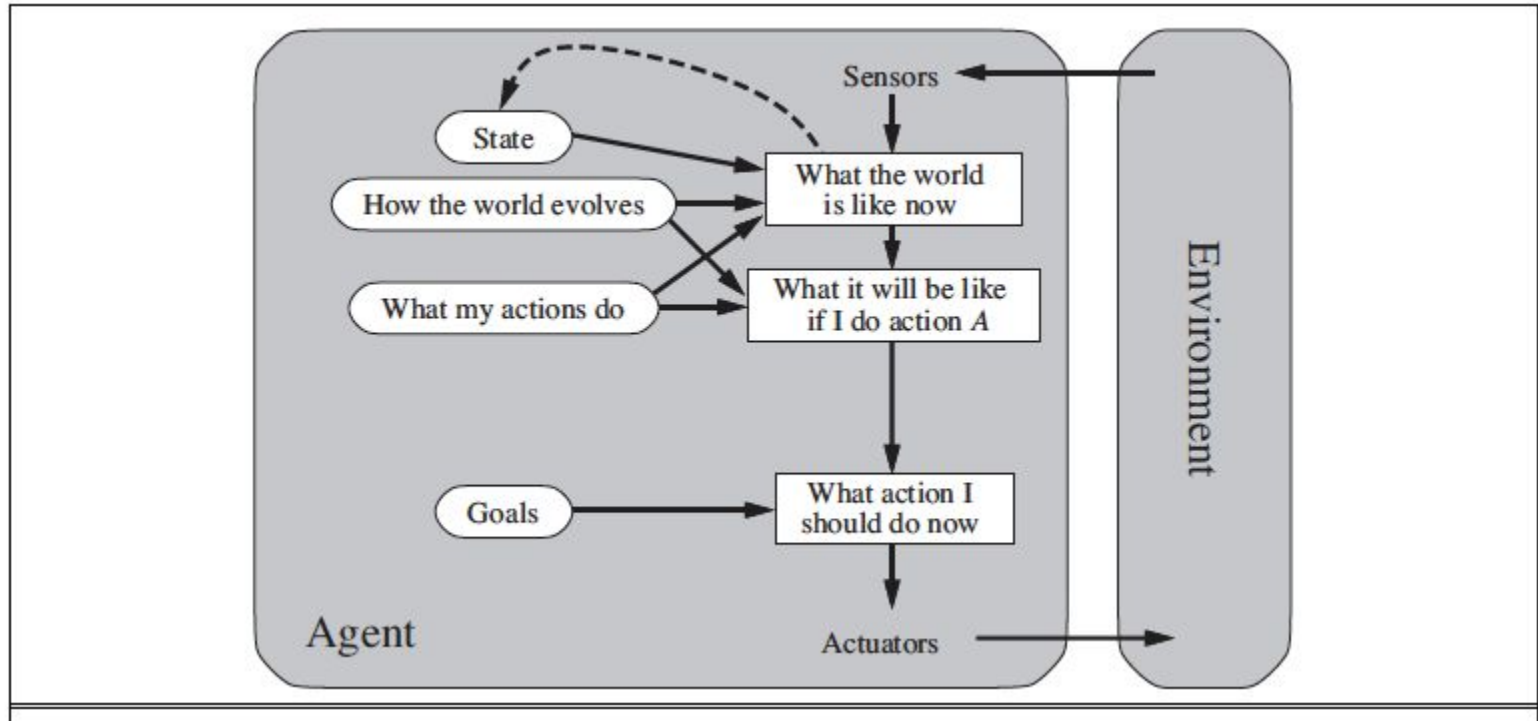 Sensors
State
What the world
is like now
How the world evolves
What my actions do
What it will be like
if I do action A
Goals
What action I
should do now
Agent
Actuators
Environment